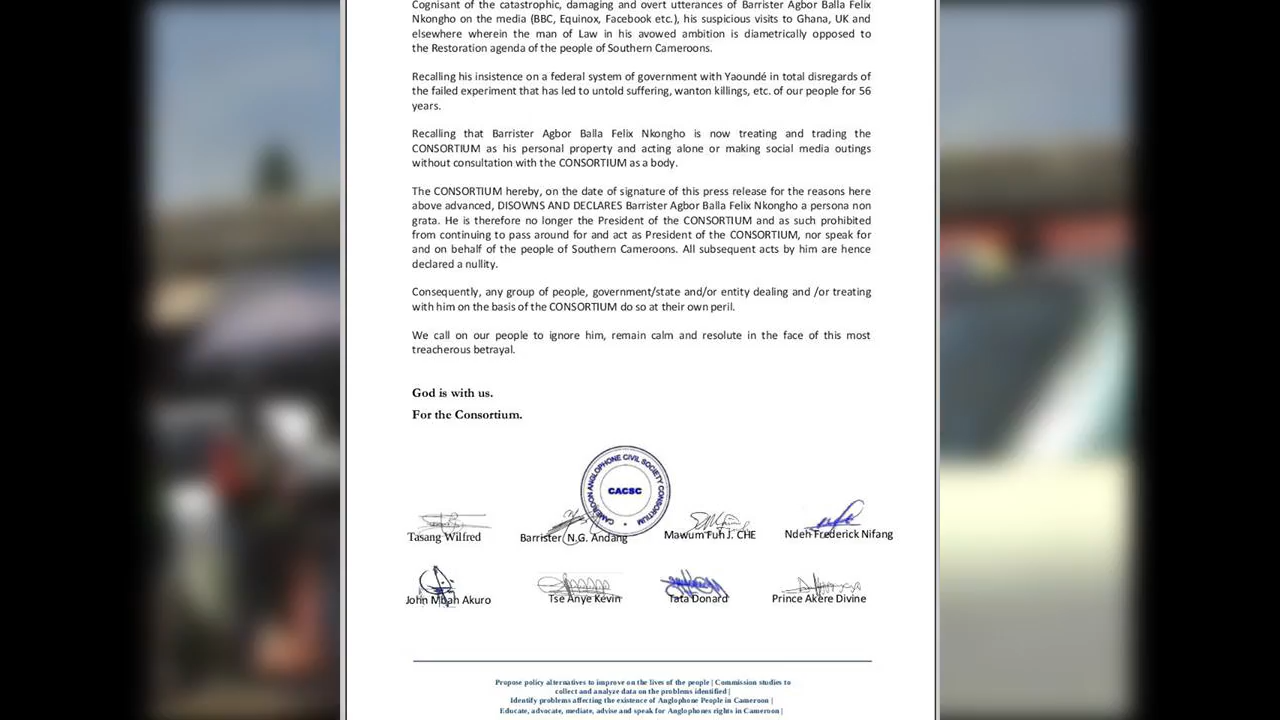 Cognisant of the catastrophic, damaging and overt utterances of Barrister Agbor Balla Felix
Nkongho on the media (BBC, Equinox, Facebook etc.), his suspicious visits to Ghana, UK and
elsewhere wherein the man of Law in his avowed ambition is diametrically opposed to
the Restoration agenda of the people of Southern Cameroons.
Recalling his insistence on a federal system of government with Yaoundé in total disregards of
the failed experiment that has led to untold suffering, wanton killings, etc. of our people for 56
years.
Recalling that Barrister Agbor Balla Felix Nkongho is now treating and trading the
CONSORTIUM as his personal property and acting alone or making social media outings
without consultation with the CONSORTIUM as a body.
The CONSORTIUM hereby, on the date of signature of this press release for the reasons here
above advanced, DISOWNS AND DECLARES Barrister Agbor Balla Felix Nkongho a persona non
grata. He is therefore no longer the President of the CONSORTIUM and as such prohibited
from continuing to pass around for and act as President of the CONSORTIUM, nor speak for
and on behalf of the people of Southern Cameroons. All subsequent acts by him are hence
declared a nullity.
Consequently, any group of people, government/state and/or entity dealing and /or treating
with him on the basis of the CONSORTIUM do so at their own peril.
We call on our people to ignore him, remain calm and resolute in the face of this most
treacherous betrayal.
God is with us.
For the Consortium.
CAMEROON ANGLOPHONE CIVIL SOCIETY CONSORTIUM
CACSC
Tasang Wilfred
Barrister N.G. Andang
Mawum Fuh J. CHE
Ndeh Frederick Nifang
John Mbah Akuro
Tse Anye Kevin
Tata Donard
Prince Akere Divine
Propose policy alternatives to improve on the lives of the people | Commission studies to
collect and analyze data on the problems identified |
Identify problems affecting the existence of Anglophone People in Cameroon |
Educate, advocate, mediate, advise and speak for Anglophones rights in Cameroon |